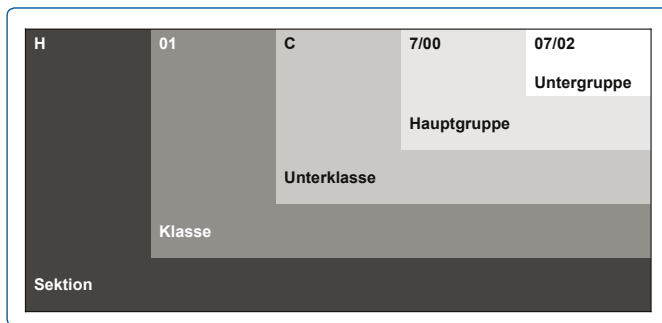 H 01 C 7/00 07/02
Untergruppe
Hauptgruppe
Unterklasse
Klasse
Sektion